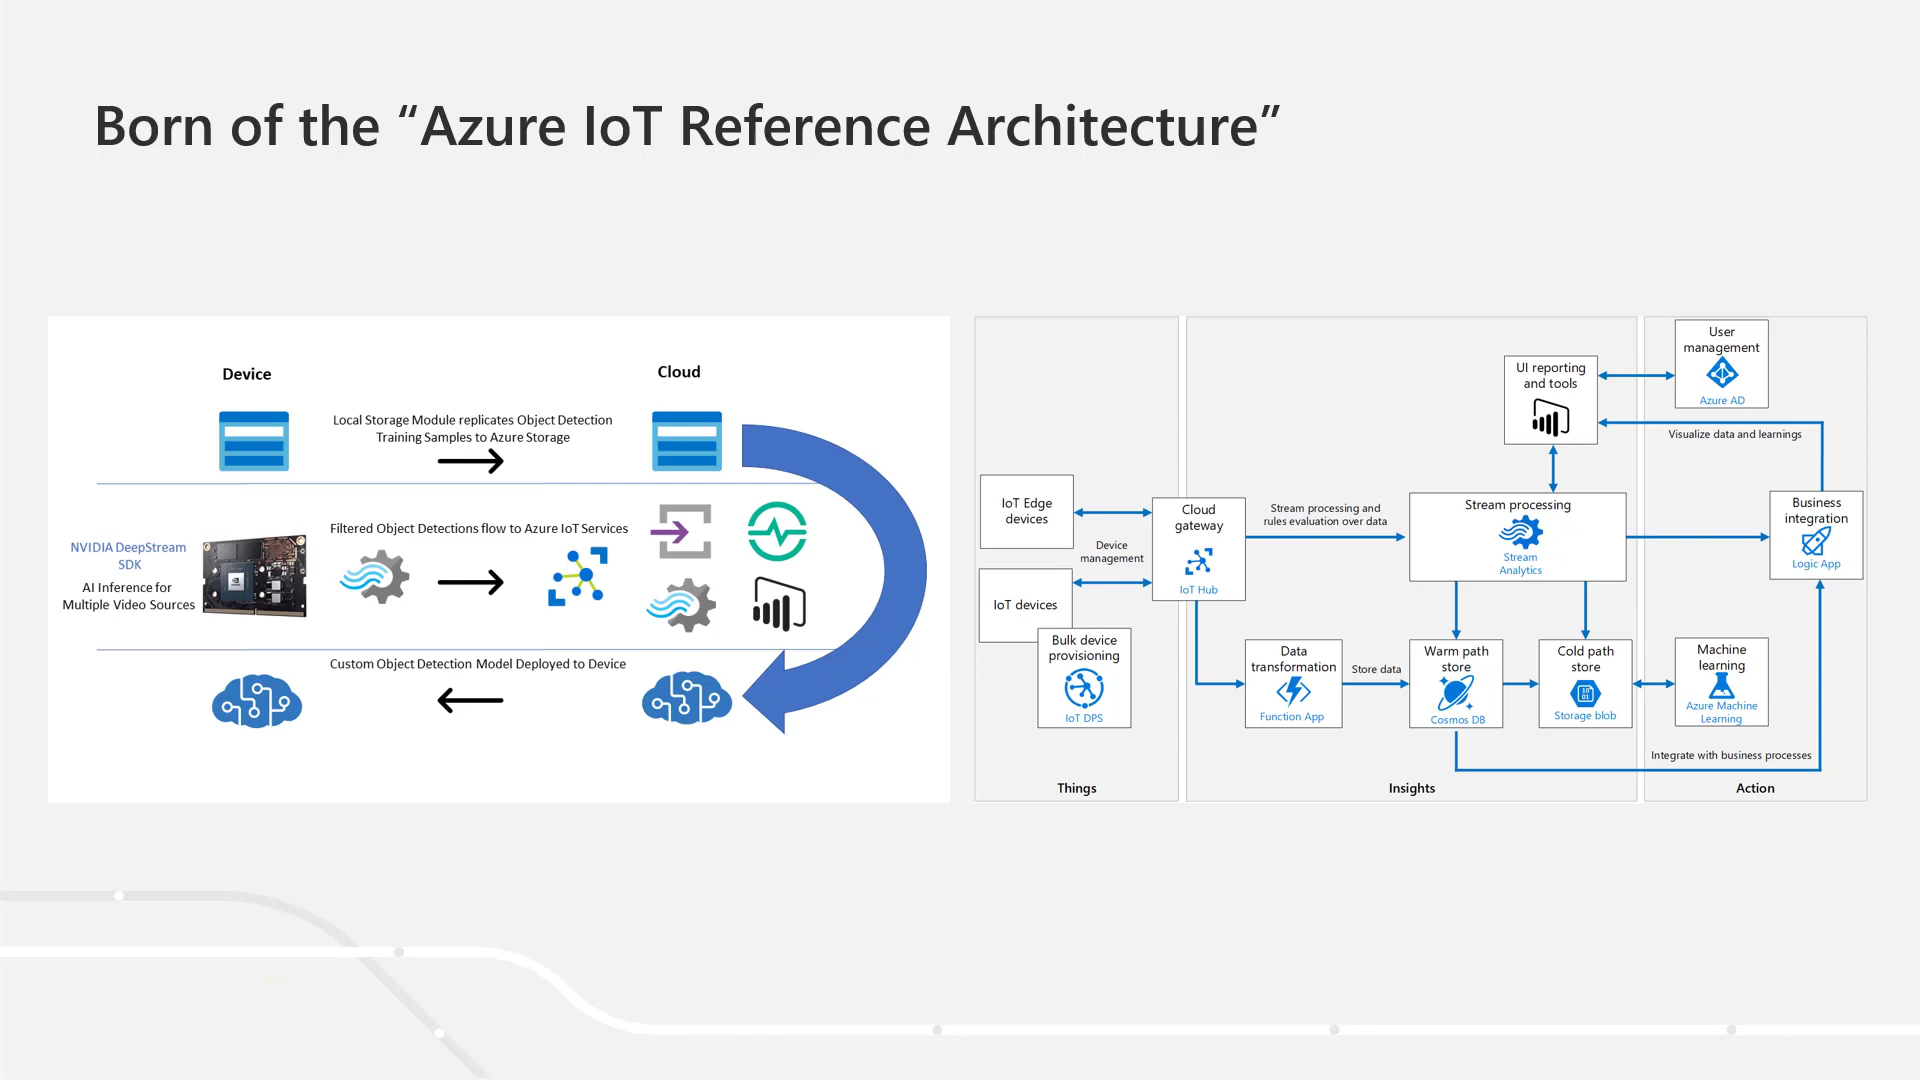 Born of the “Azure IoT Reference Architecture”
Device
Cloud
Local Storage Module replicates Object Detection
Training Samples to Azure Storage
NVIDIA DeepStream
SDK
AI Inference for
Multiple Video Sources
Filtered Object Detections flow to Azure IoT Services
Custom Object Detection Model Deployed to Device
User
management
Azure AD
UI reporting
and tools
Visualize data and learnings
IoT Edge
devices
Device
management
IoT devices
Bulk device
provisioning
IoT DPS
Cloud
gateway
IoT Hub
Stream processing and
rules evaluation over data
Stream processing
Stream
Analytics
Business
integration
Logic App
Data
transformation
Function App
Store data
Warm path
store
Cosmos DB
Cold path
store
10
01
Storage blob
Machine
learning
Azure Machine
Learning
Integrate with business processes
Things
Insights
Action